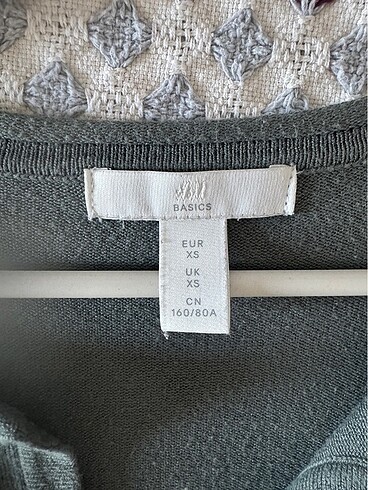 H&M
BASICS
EUR
XS
UK
XS
CN
160/80A